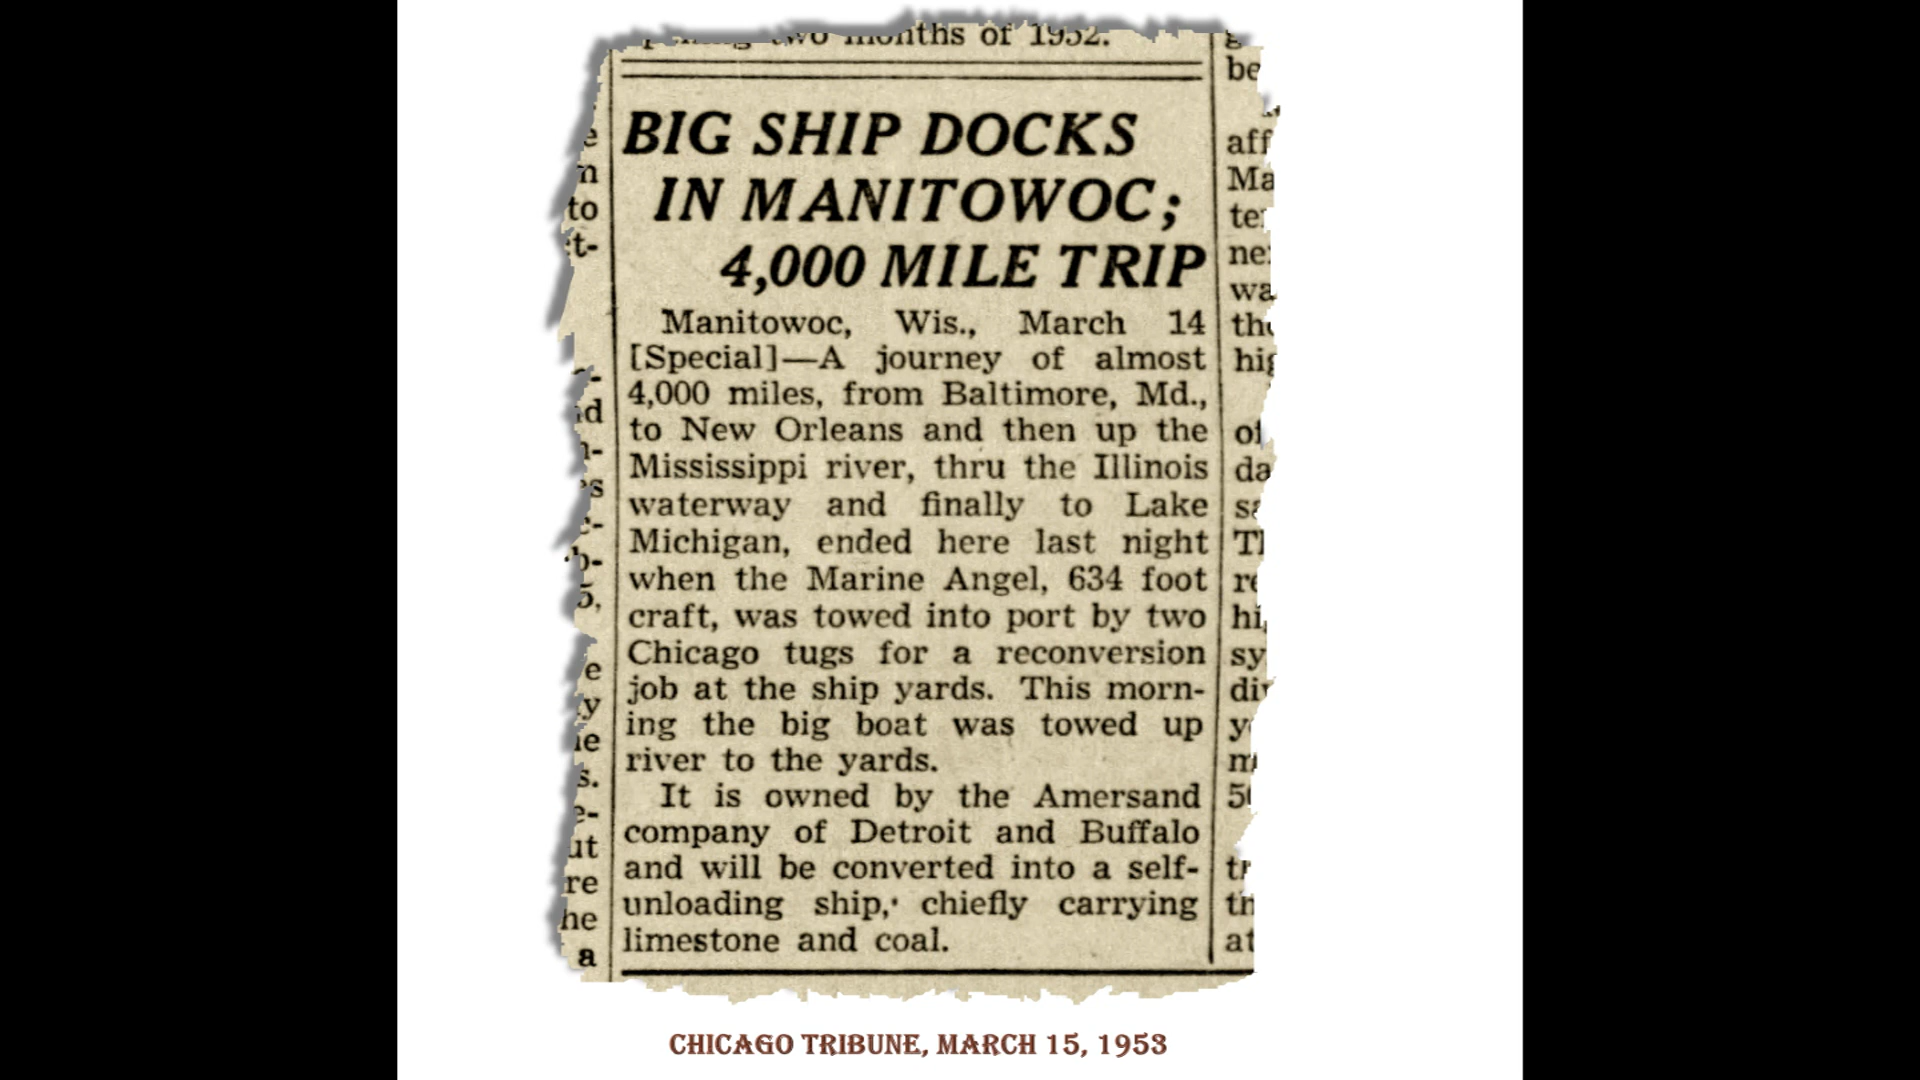 two months of 1952.
BIG SHIP DOCKS
IN MANITOWOC;
4,000 MILE TRIP
Manitowoc, Wis., March 14
[Special]—A journey of almost
4,000 miles, from Baltimore, Md.,
to New Orleans and then up the
Mississippi river, thru the Illinois
waterway and finally to Lake
Michigan, ended here last night
when the Marine Angel, 634 foot
craft, was towed into port by two
Chicago tugs for a reconversion
job at the ship yards. This morn-
ing the big boat was towed up
river to the yards.
It is owned by the Amersand
company of Detroit and Buffalo
and will be converted into a self-
unloading ship, chiefly carrying
limestone and coal.
to
a
be
CHICAGO TRIBUNE, MARCH 15, 1953